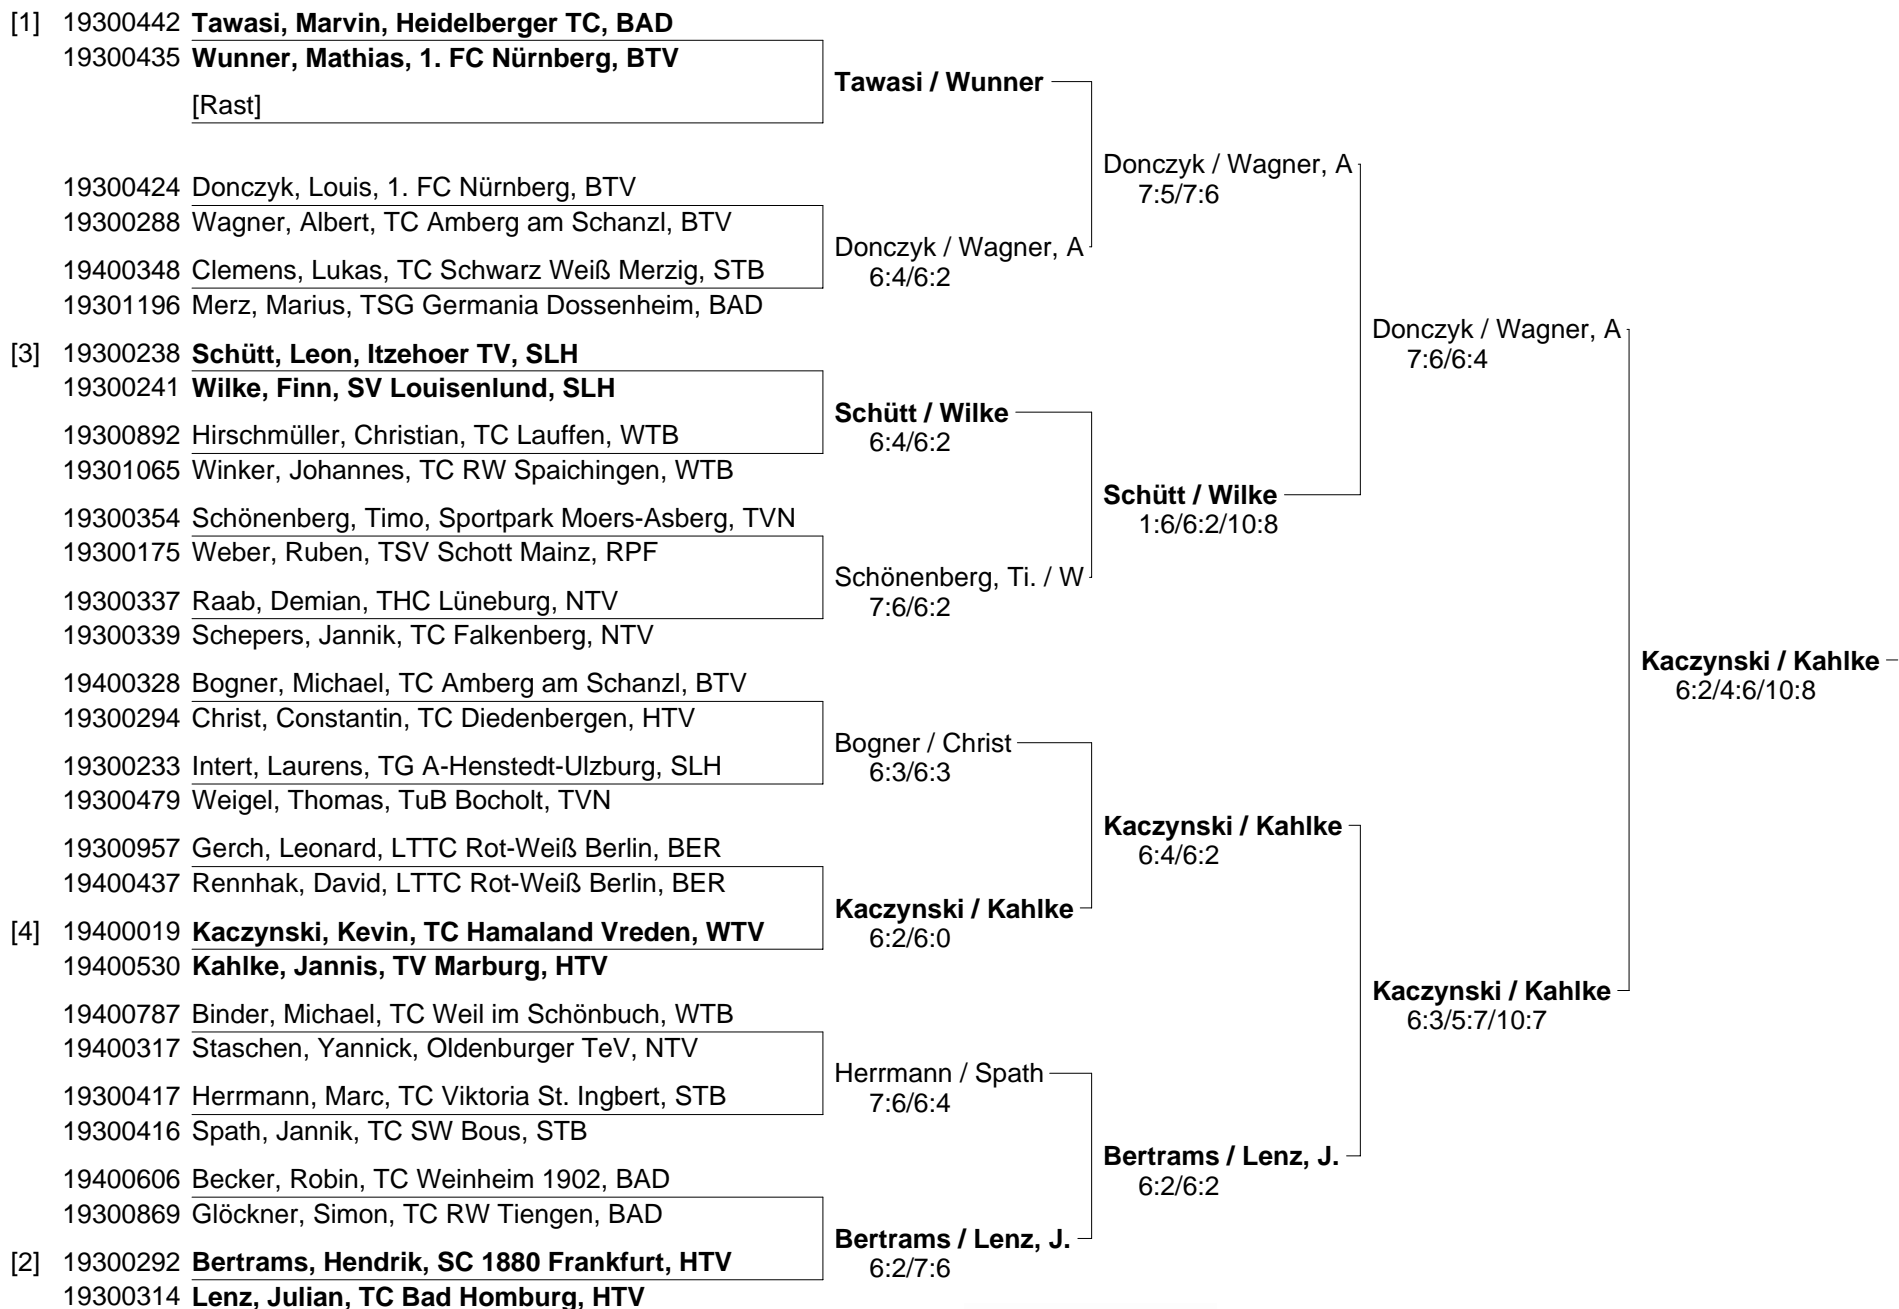 [1] 19300442 Tawasi, Marvin, Heidelberger TC, BAD
19300435 Wunner, Mathias, 1. FC Nürnberg, BTV
Tawasi / Wunner
[Rast]
Donczyk / Wagner, A
7:5/7:6
19300424 Donczyk, Louis, 1. FC Nürnberg, BTV
19300288 Wagner, Albert, TC Amberg am Schanzl, BTV
Donczyk / Wagner, A
6:4/6:2
19400348 Clemens, Lukas, TC Schwarz Weiß Merzig, STB
19301196 Merz, Marius, TSG Germania Dossenheim, BAD
Donczyk / Wagner, A
7:6/6:4
[3] 19300238 Schütt, Leon, Itzehoer TV, SLH
19300241 Wilke, Finn, SV Louisenlund, SLH
Schütt / Wilke
6:4/6:2
19300892 Hirschmüller, Christian, TC Lauffen, WTB
19301065 Winker, Johannes, TC RW Spaichingen, WTB
Schütt / Wilke
1:6/6:2/10:8
19300354 Schönenberg, Timo, Sportpark Moers-Asberg, TVN
19300175 Weber, Ruben, TSV Schott Mainz, RPF
Schönenberg, Ti. / W
7:6/6:2
19300337 Raab, Demian, THC Lüneburg, NTV
19300339 Schepers, Jannik, TC Falkenberg, NTV
Kaczynski / Kahlke
6:2/4:6/10:8
19400328 Bogner, Michael, TC Amberg am Schanzl, BTV
19300294 Christ, Constantin, TC Diedenbergen, HTV
Bogner / Christ
6:3/6:3
19300233 Intert, Laurens, TG A-Henstedt-Ulzburg, SLH
19300479 Weigel, Thomas, TuB Bocholt, TVN
Kaczynski / Kahlke
6:4/6:2
19300957 Gerch, Leonard, LTTC Rot-Weiß Berlin, BER
19400437 Rennhak, David, LTTC Rot-Weiß Berlin, BER
Kaczynski / Kahlke
6:2/6:0
[4] 19400019 Kaczynski, Kevin, TC Hamaland Vreden, WTV
19400530 Kahlke, Jannis, TV Marburg, HTV
Kaczynski / Kahlke
6:3/5:7/10:7
19400787 Binder, Michael, TC Weil im Schönbuch, WTB
19400317 Staschen, Yannick, Oldenburger TeV, NTV
Herrmann / Spath
7:6/6:4
19300417 Herrmann, Marc, TC Viktoria St. Ingbert, STB
19300416 Spath, Jannik, TC SW Bous, STB
Bertrams / Lenz, J.
6:2/6:2
19400606 Becker, Robin, TC Weinheim 1902, BAD
19300869 Glöckner, Simon, TC RW Tiengen, BAD
Bertrams / Lenz, J.
6:2/7:6
[2] 19300292 Bertrams, Hendrik, SC 1880 Frankfurt, HTV
19300314 Lenz, Julian, TC Bad Homburg, HTV